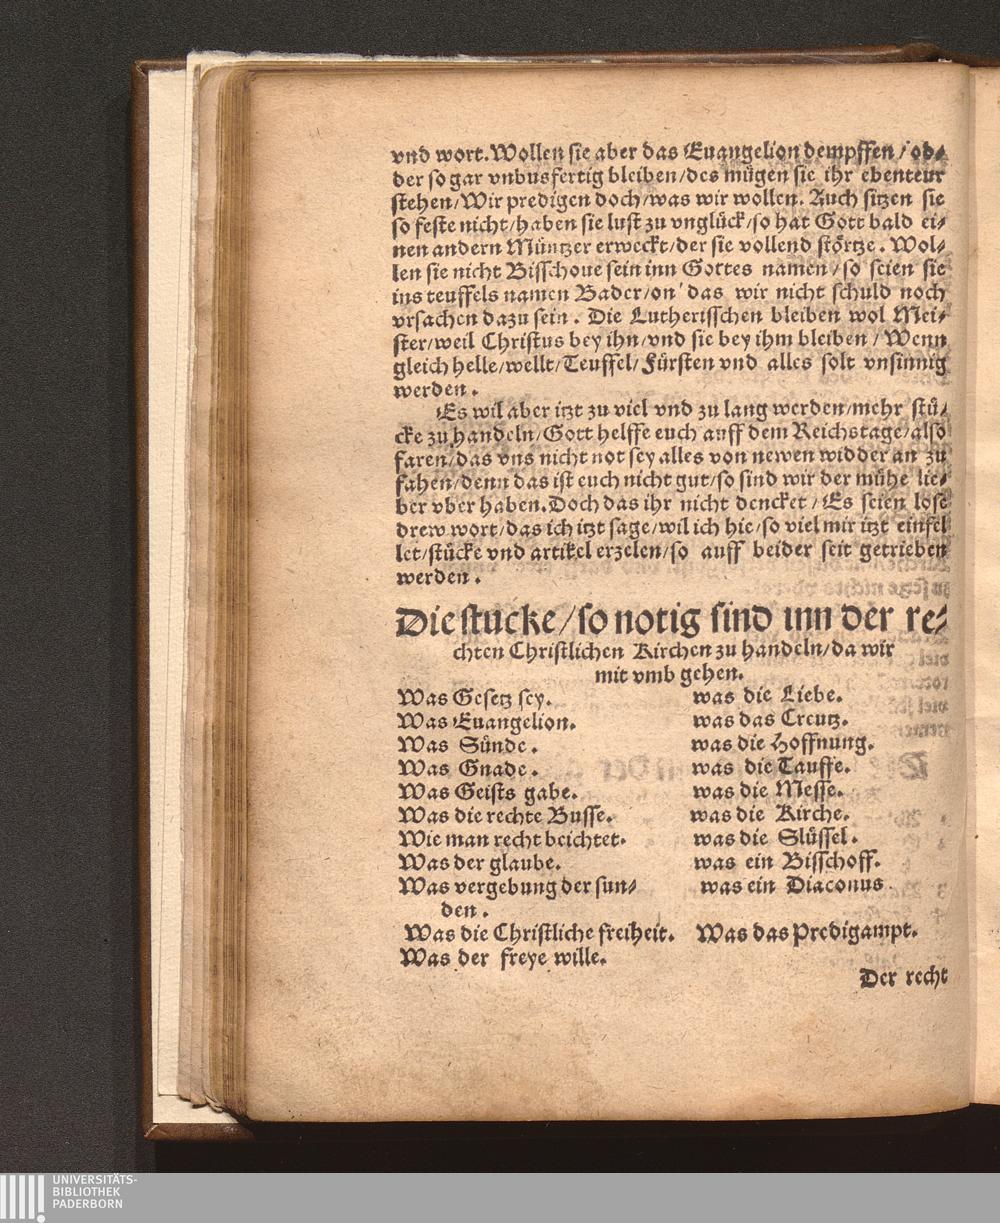 vnd wort. Wollen sie aber das Euangelion dempffen / od-
der so gar vnbusfertig bleiben/des mügen sie ihr ebenteur
stehen/Wir predigen doch/was wir wollen. Auch sitzen sie
so feste nicht/haben sie lust zu vnglück/so hat Gott bald ei-
nen andern Müntzer erweckt/der sie vollend störtze. Wol-
len sie nicht Bisschoue sein inn Gottes namen/so seien sie
ins teuffels namen Bader/on' das wir nicht schuld noch
vrsachen dazu sein. Die Lutherisschen bleiben wol Mei-
ster/weil Christus bey ihn/vnd sie bey ihm bleiben / Wenn
gleich helle/wellt/Teuffel/Fürsten vnd alles solt vnsinnig
werden.
Es wil aber itzt zu viel vnd zu lang werden/mehr stü-
cke zu handeln/Gott helffe euch auff dem Reichstage/also
faren/das vns nicht not sey alles von newen widder an zu
fahen/denn das ist euch nicht gut/so sind wir der mühe lie-
ber vber haben. Doch das ihr nicht dencket / Es seien lose
drew wort/das ich itzt sage/wil ich hie/so viel mir itzt einfel
let/stücke vnd artikel erzelen/so auff beider seit getrieben
werden.
Die stucke/so notig sind inn der re-
chten Christlichen Kirchen zu handeln/da wir
mit vmb gehen.
Was Gesetz sey. was die Liebe.
Was Euangelion. was das Creutz.
Was Sünde. was die Hoffnung.
Was Gnade. was die Tauffe.
Was Geists gabe. was die Messe.
Was die rechte Busse. was die Kirche.
Wie man recht beichtet. was die Slüssel.
Was der glaube. was ein Bisschoff.
Was vergebung der sun- was ein Diaconus.
den.
Was die Christliche freiheit. Was das Predigampt.
Was der freye wille.
Der recht
UNIVERSITÄTS-
BIBLIOTHEK
PADERBORN